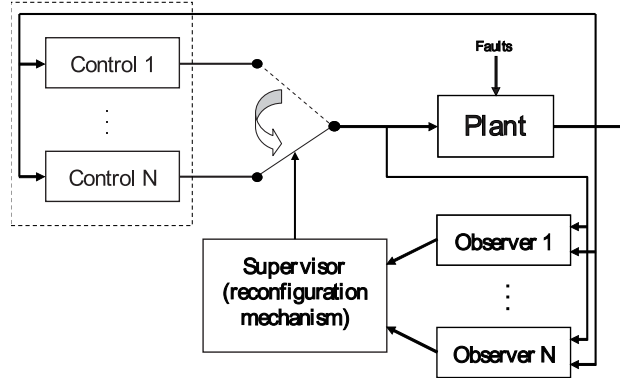 Faults
Control 1
Plant
Control N
Observer 1
Supervisor
(reconfiguration
mechanism)
Observer N